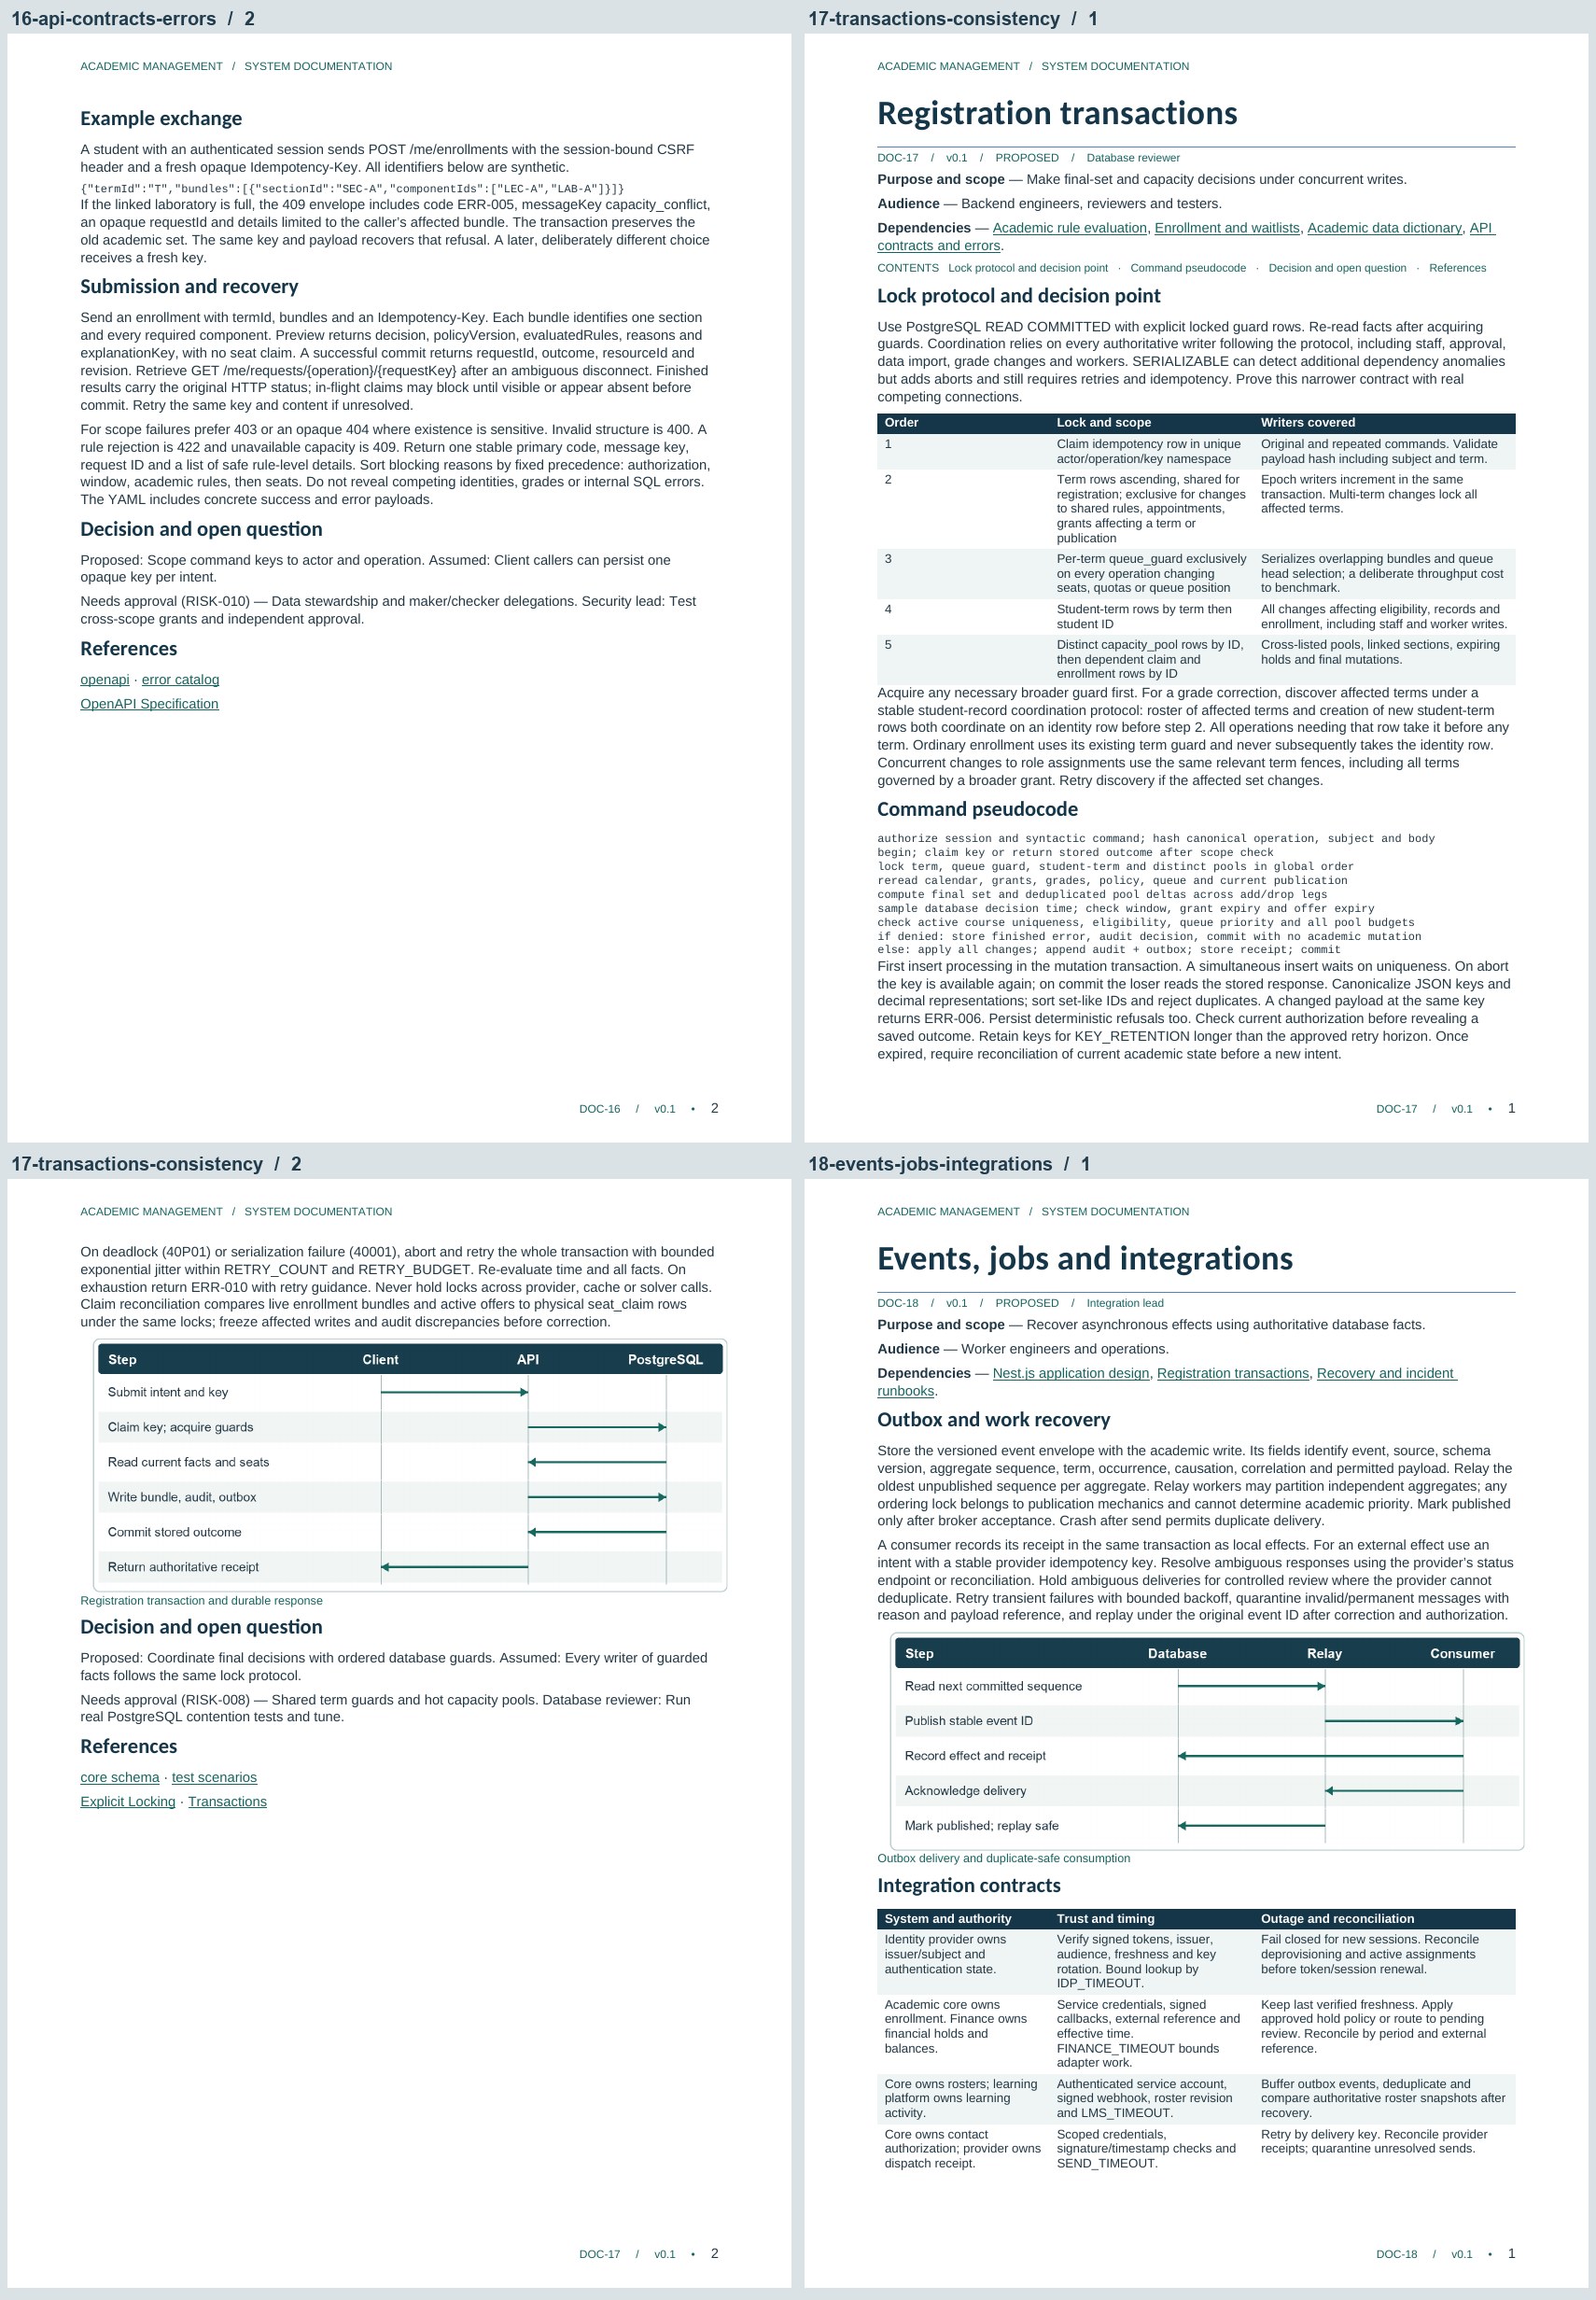 16-api-contracts-errors / 2
ACADEMIC MANAGEMENT / SYSTEM DOCUMENTATION
Example exchange
A student with an authenticated session sends POST /me/enrollments with the session-bound CSRF
header and a fresh opaque Idempotency-Key. All identifiers below are synthetic.
{"termId":"T","bundles":[{"sectionId":"SEC-A","componentIds":["LEC-A","LAB-A"]}]}
If the linked laboratory is full, the 409 envelope includes code ERR-005, messageKey capacity_conflict,
an opaque requestId and details limited to the caller's affected bundle. The transaction preserves the
old academic set. The same key and payload recovers that refusal. A later, deliberately different choice
receives a fresh key.
Submission and recovery
Send an enrollment with termId, bundles and an Idempotency-Key. Each bundle identifies one section
and every required component. Preview returns decision, policyVersion, evaluatedRules, reasons and
explanationKey, with no seat claim. A successful commit returns requestId, outcome, resourceId and
revision. Retrieve GET /me/requests/{operation}/{requestKey} after an ambiguous disconnect. Finished
results carry the original HTTP status; in-flight claims may block until visible or appear absent before
commit. Retry the same key and content if unresolved.
For scope failures prefer 403 or an opaque 404 where existence is sensitive. Invalid structure is 400. A
rule rejection is 422 and unavailable capacity is 409. Return one stable primary code, message key,
request ID and a list of safe rule-level details. Sort blocking reasons by fixed precedence: authorization,
window, academic rules, then seats. Do not reveal competing identities, grades or internal SQL errors.
The YAML includes concrete success and error payloads.
Decision and open question
Proposed: Scope command keys to actor and operation. Assumed: Client callers can persist one
opaque key per intent.
Needs approval (RISK-010) — Data stewardship and maker/checker delegations. Security lead: Test
cross-scope grants and independent approval.
References
openapi · error catalog
OpenAPI Specification
DOC-16 / v0.1 • 2
17-transactions-consistency / 1
ACADEMIC MANAGEMENT / SYSTEM DOCUMENTATION
Registration transactions
DOC-17 / v0.1 / PROPOSED / Database reviewer
Purpose and scope — Make final-set and capacity decisions under concurrent writes.
Audience — Backend engineers, reviewers and testers.
Dependencies — Academic rule evaluation, Enrollment and waitlists, Academic data dictionary, API
contracts and errors.
CONTENTS Lock protocol and decision point · Command pseudocode · Decision and open question · References
Lock protocol and decision point
Use PostgreSQL READ COMMITTED with explicit locked guard rows. Re-read facts after acquiring
guards. Coordination relies on every authoritative writer following the protocol, including staff, approval,
data import, grade changes and workers. SERIALIZABLE can detect additional dependency anomalies
but adds aborts and still requires retries and idempotency. Prove this narrower contract with real
competing connections.
Order Lock and scope Writers covered
1 Claim idempotency row in unique Original and repeated commands. Validate
actor/operation/key namespace payload hash including subject and term.
2 Term rows ascending, shared for Epoch writers increment in the same
registration; exclusive for changes transaction. Multi-term changes lock all
to shared rules, appointments, affected terms.
grants affecting a term or
publication
3 Per-term queue_guard exclusively Serializes overlapping bundles and queue
on every operation changing head selection; a deliberate throughput cost
seats, quotas or queue position to benchmark.
4 Student-term rows by term then All changes affecting eligibility, records and
student ID enrollment, including staff and worker writes.
5 Distinct capacity_pool rows by ID, Cross-listed pools, linked sections, expiring
then dependent claim and holds and final mutations.
enrollment rows by ID
Acquire any necessary broader guard first. For a grade correction, discover affected terms under a
stable student-record coordination protocol: roster of affected terms and creation of new student-term
rows both coordinate on an identity row before step 2. All operations needing that row take it before any
term. Ordinary enrollment uses its existing term guard and never subsequently takes the identity row.
Concurrent changes to role assignments use the same relevant term fences, including all terms
governed by a broader grant. Retry discovery if the affected set changes.
Command pseudocode
authorize session and syntactic command; hash canonical operation, subject and body
begin; claim key or return stored outcome after scope check
lock term, queue guard, student-term and distinct pools in global order
reread calendar, grants, grades, policy, queue and current publication
compute final set and deduplicated pool deltas across add/drop legs
sample database decision time; check window, grant expiry and offer expiry
check active course uniqueness, eligibility, queue priority and all pool budgets
if denied: store finished error, audit decision, commit with no academic mutation
else: apply all changes; append audit + outbox; store receipt; commit
First insert processing in the mutation transaction. A simultaneous insert waits on uniqueness. On abort
the key is available again; on commit the loser reads the stored response. Canonicalize JSON keys and
decimal representations; sort set-like IDs and reject duplicates. A changed payload at the same key
returns ERR-006. Persist deterministic refusals too. Check current authorization before revealing a
saved outcome. Retain keys for KEY_RETENTION longer than the approved retry horizon. Once
expired, require reconciliation of current academic state before a new intent.
DOC-17 / v0.1 • 1
17-transactions-consistency / 2
ACADEMIC MANAGEMENT / SYSTEM DOCUMENTATION
On deadlock (40P01) or serialization failure (40001), abort and retry the whole transaction with bounded
exponential jitter within RETRY_COUNT and RETRY_BUDGET. Re-evaluate time and all facts. On
exhaustion return ERR-010 with retry guidance. Never hold locks across provider, cache or solver calls.
Claim reconciliation compares live enrollment bundles and active offers to physical seat_claim rows
under the same locks; freeze affected writes and audit discrepancies before correction.
Step Client API PostgreSQL
Submit intent and key
Claim key; acquire guards
Read current facts and seats
Write bundle, audit, outbox
Commit stored outcome
Return authoritative receipt
Registration transaction and durable response
Decision and open question
Proposed: Coordinate final decisions with ordered database guards. Assumed: Every writer of guarded
facts follows the same lock protocol.
Needs approval (RISK-008) — Shared term guards and hot capacity pools. Database reviewer: Run
real PostgreSQL contention tests and tune.
References
core schema · test scenarios
Explicit Locking · Transactions
DOC-17 / v0.1 • 2
18-events-jobs-integrations / 1
ACADEMIC MANAGEMENT / SYSTEM DOCUMENTATION
Events, jobs and integrations
DOC-18 / v0.1 / PROPOSED / Integration lead
Purpose and scope — Recover asynchronous effects using authoritative database facts.
Audience — Worker engineers and operations.
Dependencies — Nest.js application design, Registration transactions, Recovery and incident
runbooks.
Outbox and work recovery
Store the versioned event envelope with the academic write. Its fields identify event, source, schema
version, aggregate sequence, term, occurrence, causation, correlation and permitted payload. Relay the
oldest unpublished sequence per aggregate. Relay workers may partition independent aggregates; any
ordering lock belongs to publication mechanics and cannot determine academic priority. Mark published
only after broker acceptance. Crash after send permits duplicate delivery.
A consumer records its receipt in the same transaction as local effects. For an external effect use an
intent with a stable provider idempotency key. Resolve ambiguous responses using the provider's status
endpoint or reconciliation. Hold ambiguous deliveries for controlled review where the provider cannot
deduplicate. Retry transient failures with bounded backoff, quarantine invalid/permanent messages with
reason and payload reference, and replay under the original event ID after correction and authorization.
Step Database Relay Consumer
Read next committed sequence
Publish stable event ID
Record effect and receipt
Acknowledge delivery
Mark published; replay safe
Outbox delivery and duplicate-safe consumption
Integration contracts
System and authority Trust and timing Outage and reconciliation
Identity provider owns Verify signed tokens, issuer, Fail closed for new sessions. Reconcile
issuer/subject and audience, freshness and key deprovisioning and active assignments
authentication state. rotation. Bound lookup by before token/session renewal.
IDP_TIMEOUT.
Academic core owns Service credentials, signed Keep last verified freshness. Apply
enrollment. Finance owns callbacks, external reference and approved hold policy or route to pending
financial holds and effective time. review. Reconcile by period and external
balances. FINANCE_TIMEOUT bounds reference.
adapter work.
Core owns rosters; learning Authenticated service account, Buffer outbox events, deduplicate and
platform owns learning signed webhook, roster revision compare authoritative roster snapshots after
activity. and LMS_TIMEOUT. recovery.
Core owns contact Scoped credentials, Retry by delivery key. Reconcile provider
authorization; provider owns signature/timestamp checks and receipts; quarantine unresolved sends.
dispatch receipt. SEND_TIMEOUT.
DOC-18 / v0.1 • 1